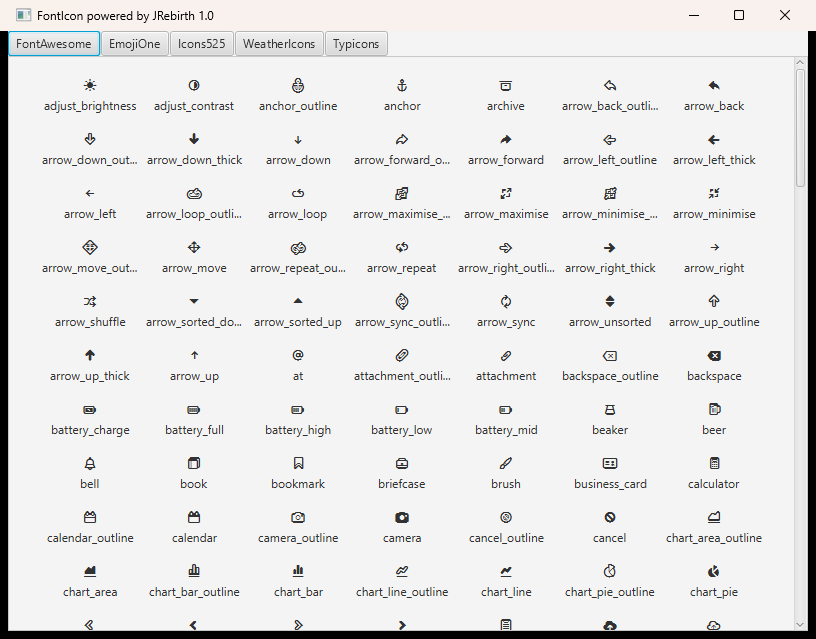 FontIcon powered by JRebirth 1.0
FontAwesome EmojiOne Icons525 WeatherIcons Typicons
adjust_brightness adjust_contrast anchor_outline anchor archive arrow_back_outli... arrow_back
arrow_down_out... arrow_down_thick arrow_down arrow_forward_o... arrow_forward arrow_left_outline arrow_left_thick
arrow_left arrow_loop_outli... arrow_loop arrow_maximise_... arrow_maximise arrow_minimise_... arrow_minimise
arrow_move_out... arrow_move arrow_repeat_ou... arrow_repeat arrow_right_outli... arrow_right_thick arrow_right
arrow_shuffle arrow_sorted_do... arrow_sorted_up arrow_sync_outli... arrow_sync arrow_unsorted arrow_up_outline
arrow_up_thick arrow_up at attachment_outli... attachment backspace_outline backspace
battery_charge battery_full battery_high battery_low battery_mid beaker beer
bell book bookmark briefcase brush business_card calculator
calendar_outline calendar camera_outline camera cancel_outline cancel chart_area_outline
chart_area chart_bar_outline chart_bar chart_line_outline chart_line chart_pie_outline chart_pie